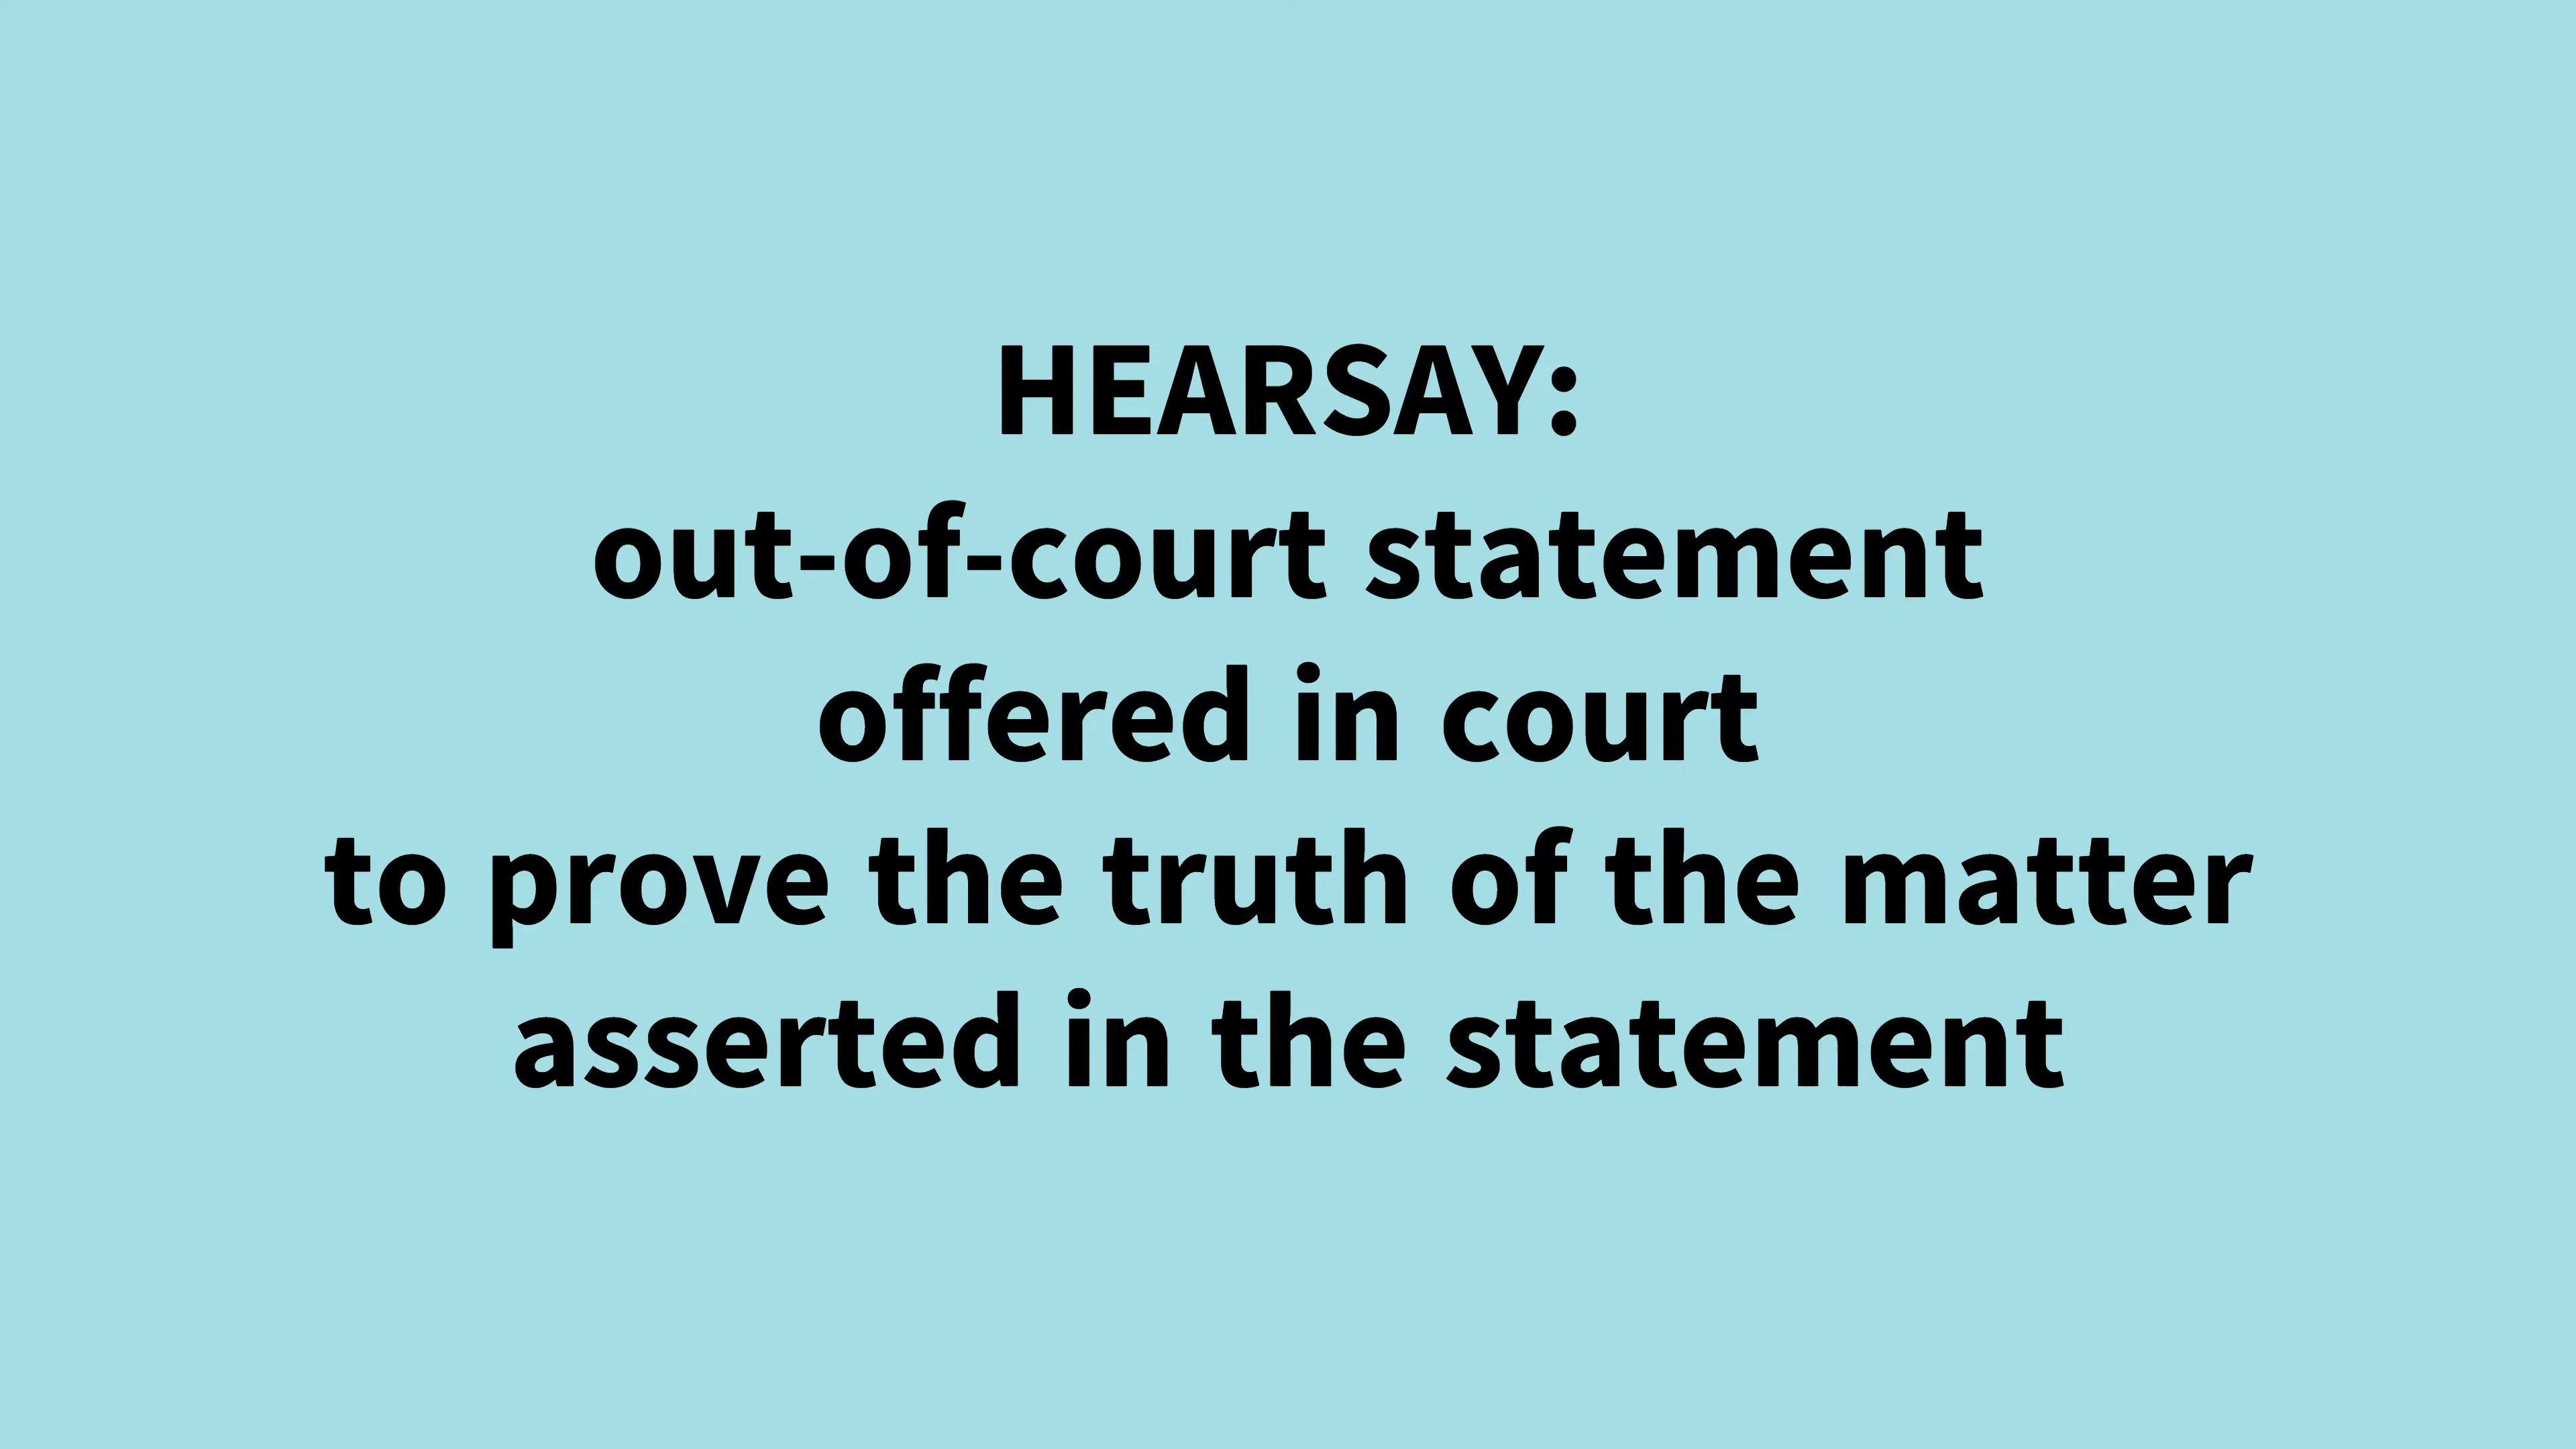 HEARSAY:
out-of-court statement
offered in court
to prove the truth of the matter
asserted in the statement